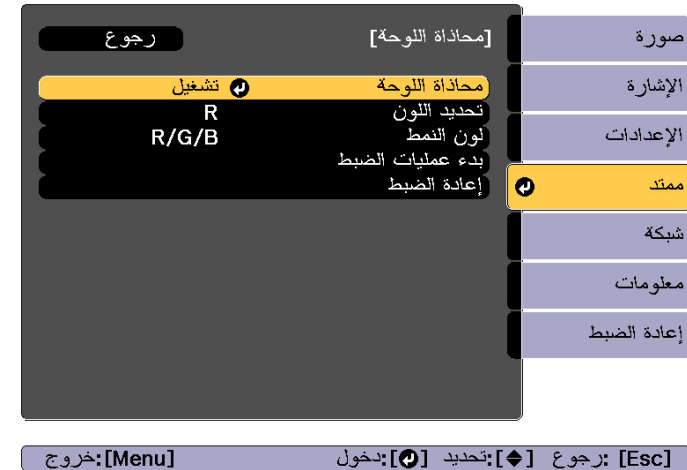 صورة
الإشارة
الإعدادات
ممتد
شبكة
معلومات
إعادة الضبط
[محاذاة اللوحة] رجوع
محاذاة اللوحة تشغيل
تحديد اللون R
لون النمط R/G/B
بدء عمليات الضبط
إعادة الضبط
[Esc] :رجوع [◆]:تحديد [↵]:دخول [Menu]:خروج